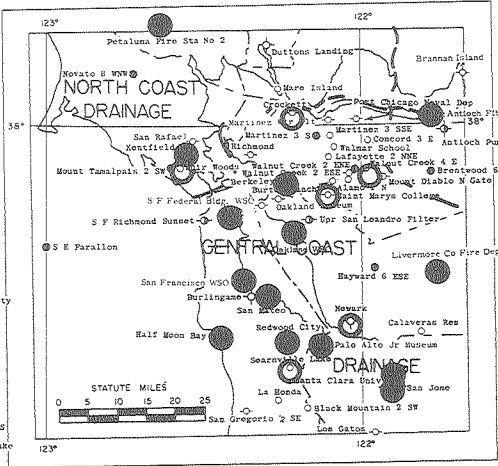 123°
122°
Petaluma Fire Sta No 2
Duttons Landing
Brannan Island
Novato 8 WNW
NORTH COAST
DRAINAGE
Mare Island
Crockett
Port Chicago Naval Dep
Antioch
38°
38°
Martinez
Antioch Pum
San Rafael
Martinez 3 S
Martinez 3 SSE
Kentfield
Richmond
Concord 3 E
Walmar School
Lafayette 2 NNE
Muir Woods
Walnut Creek 2 ENE
Walnut Creek 4 E
Brentwood 6
Mount Tamalpais 2 SW
Walnut Creek 2 ESE
Berkeley
Mount Diablo N Gate
Alamo
N
S F Federal Bldg. WSO
Saint Marys College
Oakland
S F Richmond Sunset
Upr San Leandro Filter
S E Farallon
CENTRAL COAST
Oakland WSO
Livermore Co Fire Dep
Hayward 6 ESE
San Francisco WSO
Burlingame
San Mateo
Newark
Calaveras Res
Half Moon Bay
Redwood City
Palo Alto Jr Museum
Searsville Lake
DRAINAGE
STATUTE MILES
Santa Clara Univ
San Jose
0 5 10 15 20 25
La Honda
Black Mountain 2 SW
San Gregorio 2 SE
Los Gatos
123°
122°
ty
S
ke